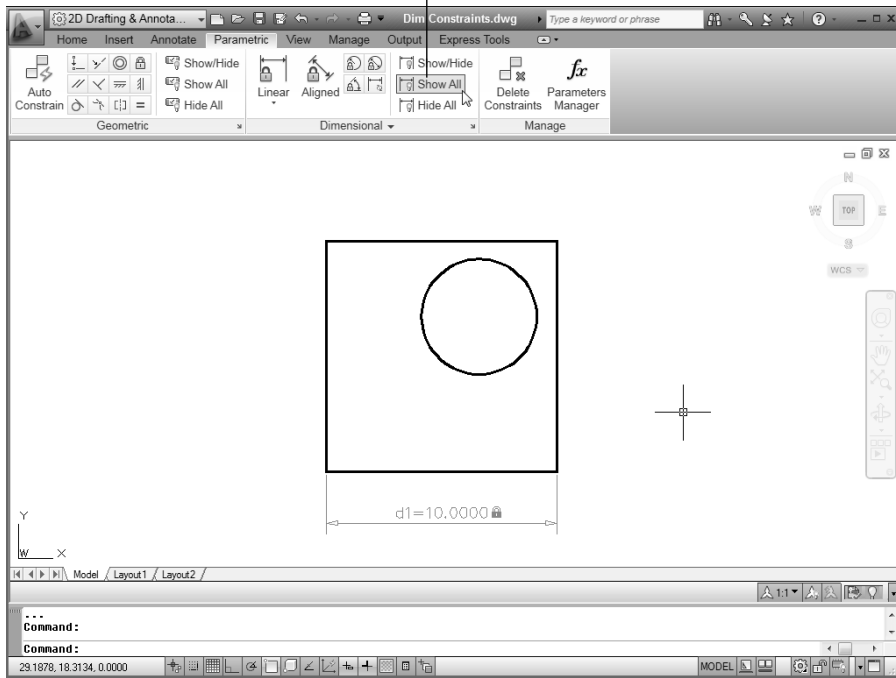 2D Drafting & Annota... Dim Constraints.dwg Type a keyword or phrase
Home Insert Annotate Parametric View Manage Output Express Tools
Auto Constrain
Show/Hide
Show All
Hide All
Linear
Aligned
Show/Hide
Show All
Hide All
Delete Constraints
fx
Parameters Manager
Geometric
Dimensional
Manage
N
W TOP E
S
WCS
d1=10.0000
Y
W X
Model Layout1 Layout2
1:1
...
Command:
Command:
29.1878, 18.3134, 0.0000 MODEL